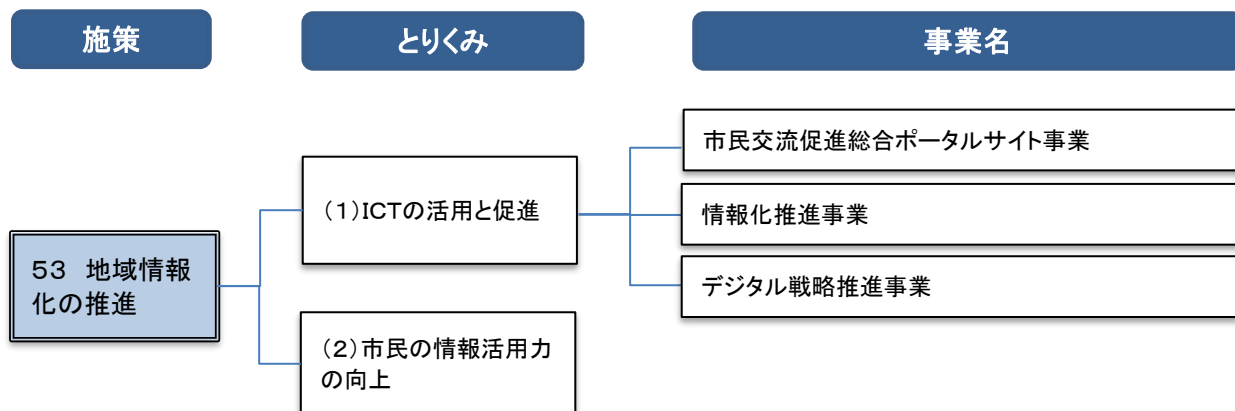 施策
とりくみ
事業名
市民交流促進総合ポータルサイト事業
(1)ICTの活用と促進
情報化推進事業
53 地域情報
化の推進
デジタル戦略推進事業
(2)市民の情報活用力
の向上